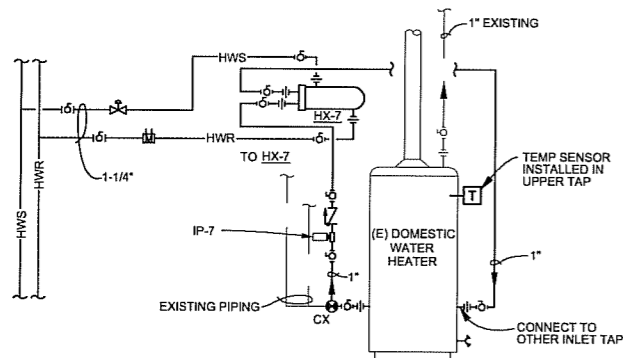 1" EXISTING
HWS
HX-7
HWR
TO HX-7
1-1/4"
HWS
HWR
TEMP SENSOR
INSTALLED IN
UPPER TAP
T
IP-7
(E) DOMESTIC
WATER
HEATER
1"
1"
EXISTING PIPING
CX
CONNECT TO
OTHER INLET TAP